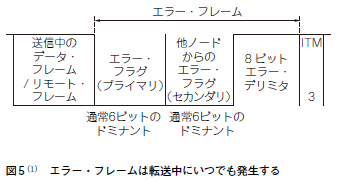 エラー・フレーム
送信中の
データ・
フレーム
/リモート・
フレーム
エラー・
フラグ
(プライマリ)
他ノード
からの
エラー・
フラグ
(セカンダリ)
8ビット
エラー・
デリミタ
ITM
3
通常6ビットの
ドミナント
通常6ビットの
ドミナント
図5(1) エラー・フレームは転送中にいつでも発生する